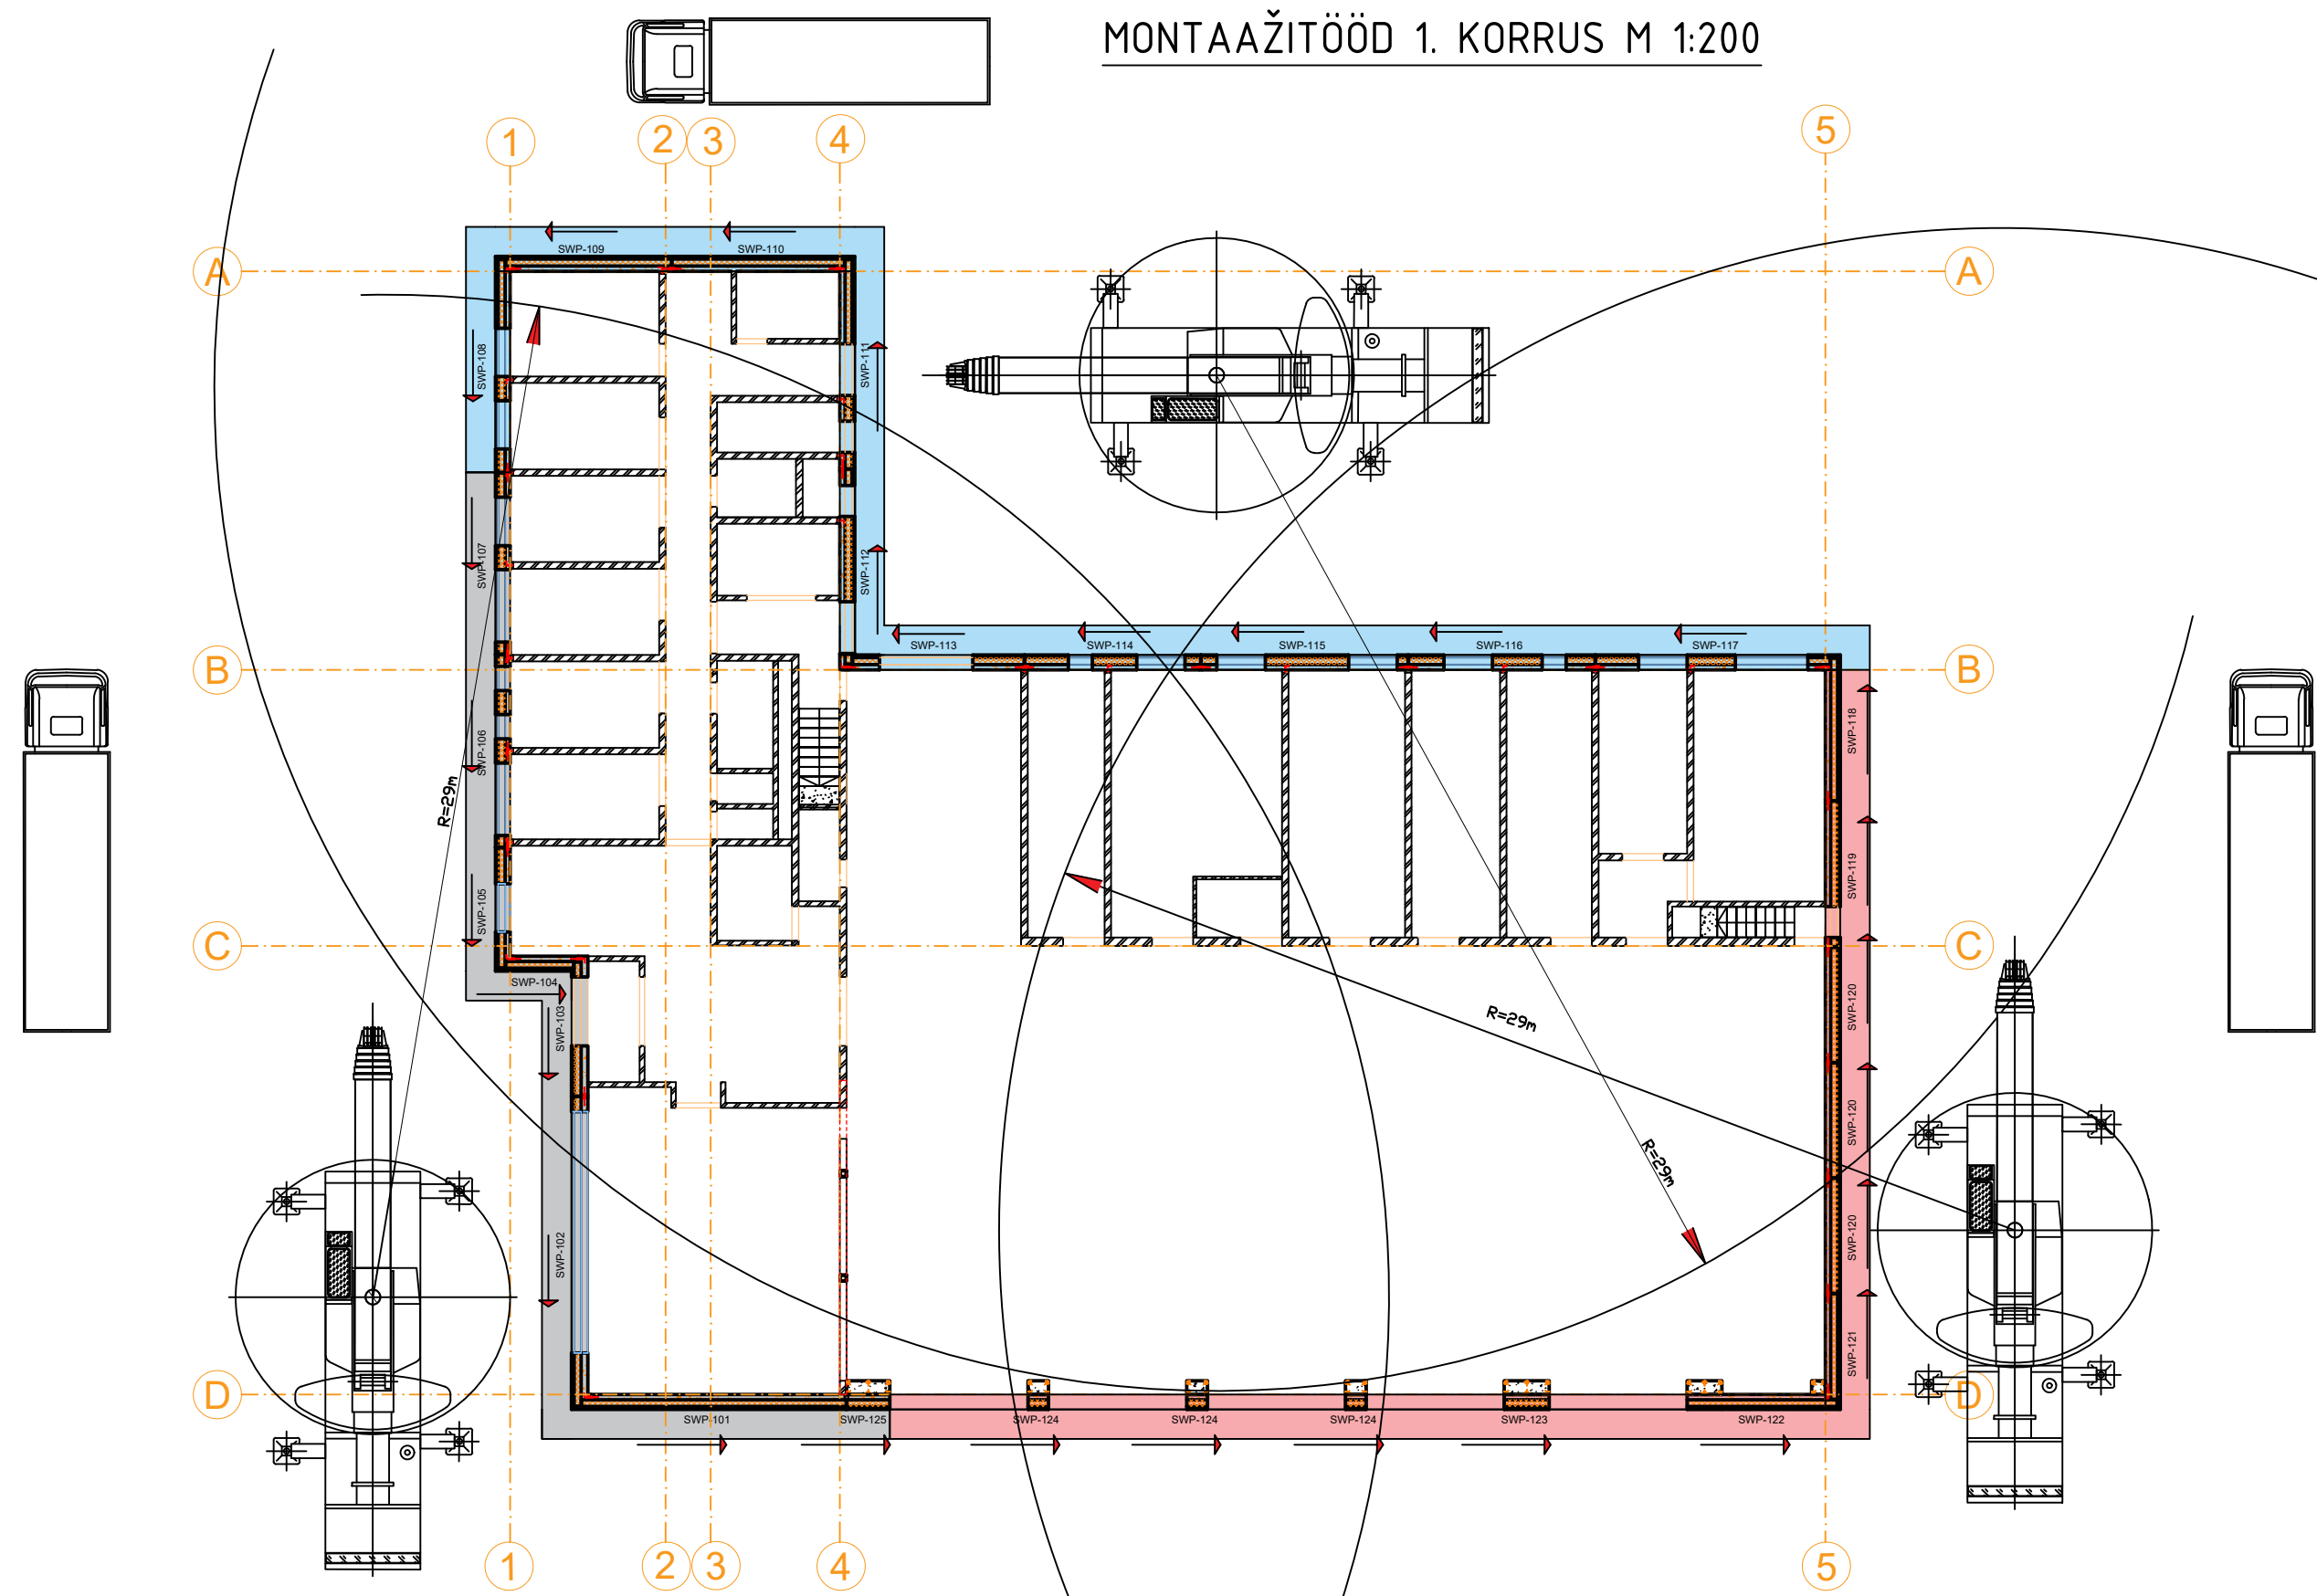 MONTAAŽITÖÖD 1. KORRUS M 1:200
1
2
3
4
5
SWP-109
SWP-110
A
A
SWP-108
SWP-111
SWP-107
SWP-112
SWP-113
SWP-114
SWP-115
SWP-116
SWP-117
B
B
SWP-106
SWP-118
R=29m
SWP-105
SWP-119
C
C
SWP-104
SWP-103
SWP-120
R=29m
SWP-120
R=29m
SWP-102
SWP-120
SWP-121
D
D
SWP-101
SWP-125
SWP-124
SWP-124
SWP-124
SWP-123
SWP-122
1
2
3
4
5